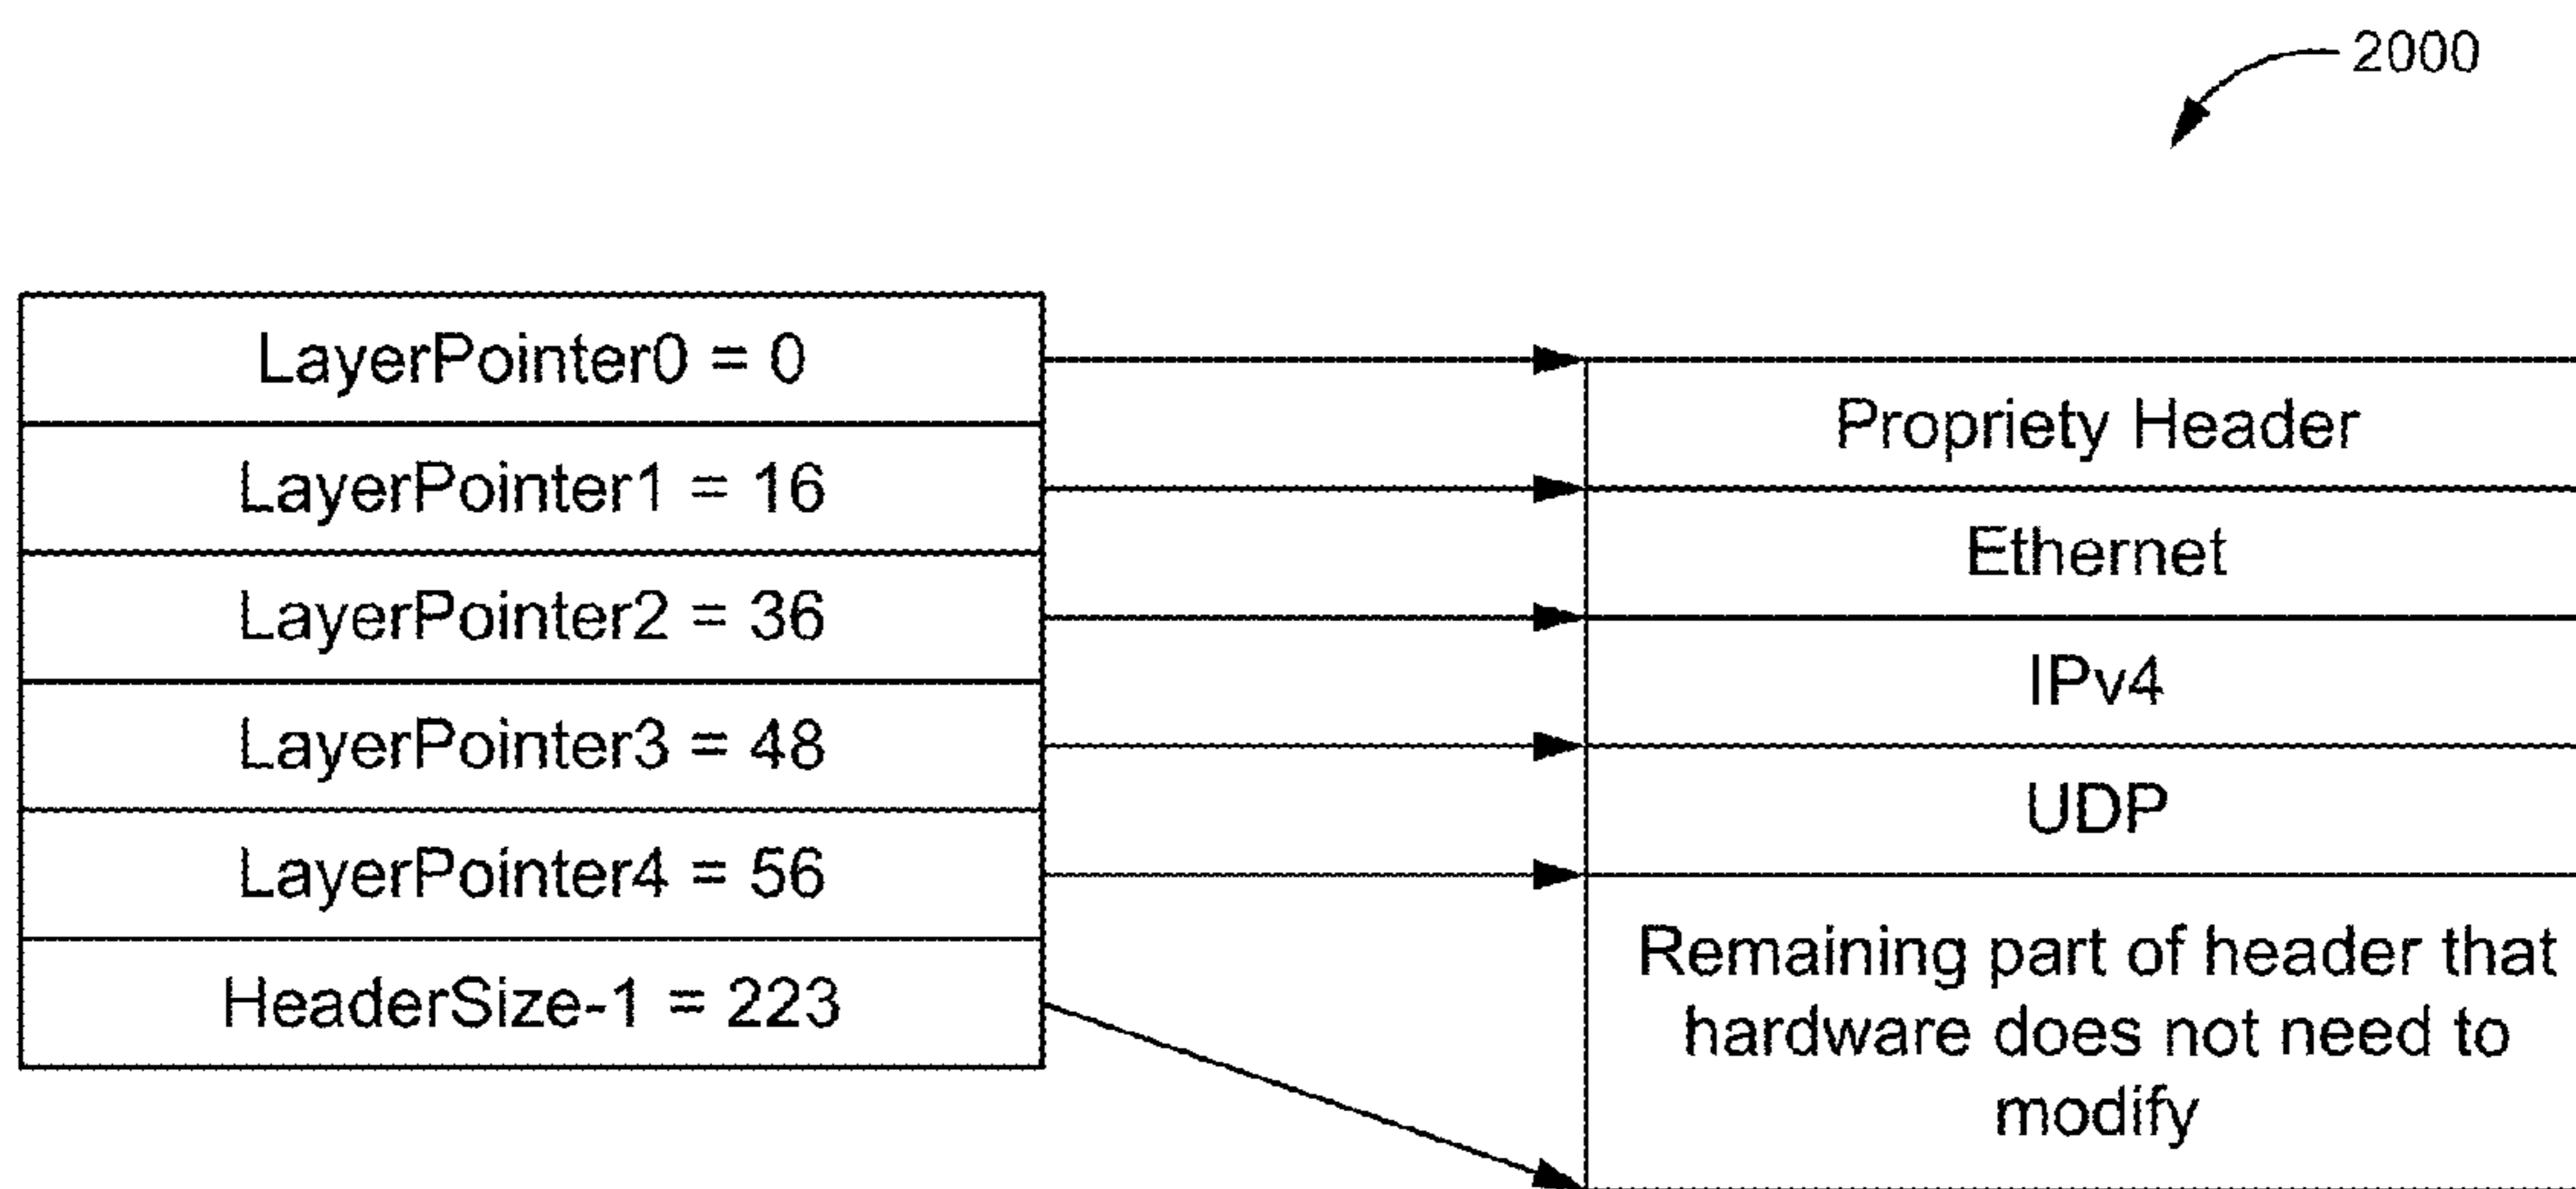 2000
LayerPointer0 = 0
LayerPointer1 = 16
LayerPointer2 = 36
LayerPointer3 = 48
LayerPointer4 = 56
HeaderSize-1 = 223
Propriety Header
Ethernet
IPv4
UDP
Remaining part of header that
hardware does not need to
modify